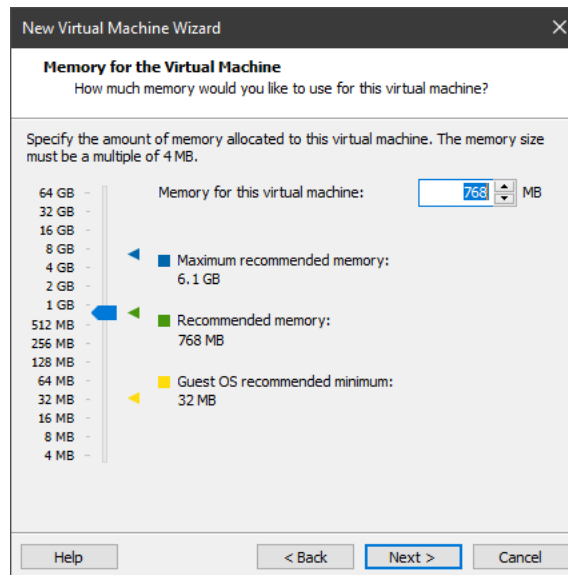 New Virtual Machine Wizard
Memory for the Virtual Machine
How much memory would you like to use for this virtual machine?
Specify the amount of memory allocated to this virtual machine. The memory size
must be a multiple of 4 MB.
Memory for this virtual machine: 768 MB
64 GB
32 GB
16 GB
8 GB
4 GB
2 GB
1 GB
512 MB
256 MB
128 MB
64 MB
32 MB
16 MB
8 MB
4 MB
Maximum recommended memory:
6.1 GB
Recommended memory:
768 MB
Guest OS recommended minimum:
32 MB
Help < Back Next > Cancel